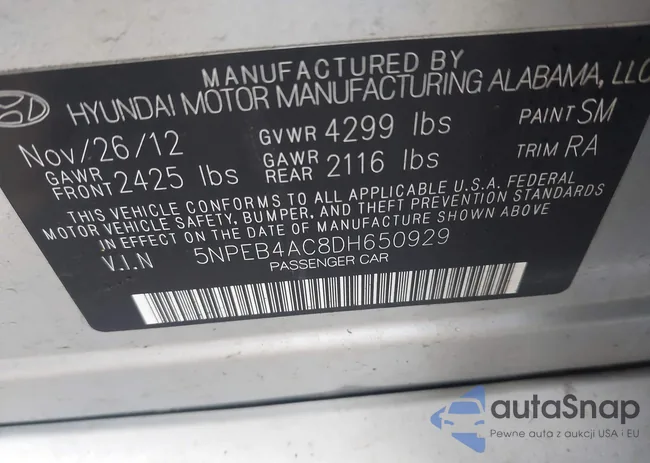 MANUFACTURED BY
HYUNDAI MOTOR MANUFACTURING ALABAMA, LLC
Nov/26/12 GVWR 4299 lbs PAINT SM
GAWR FRONT 2425 lbs GAWR REAR 2116 lbs TRIM RA
THIS VEHICLE CONFORMS TO ALL APPLICABLE U.S.A. FEDERAL
MOTOR VEHICLE SAFETY, BUMPER, AND THEFT PREVENTION STANDARDS
IN EFFECT ON THE DATE OF MANUFACTURE SHOWN ABOVE
V.I.N 5NPEB4AC8DH650929
PASSENGER CAR
autaSnap
Pewne auta z aukcji USA i EU